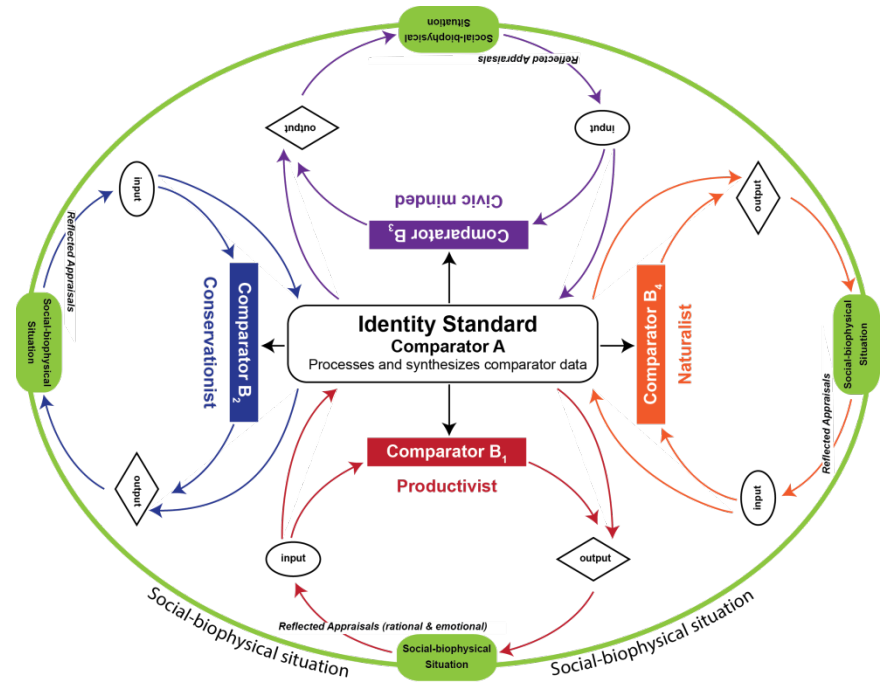 Social-biophysical
Situation
Reflected Appraisals
output
input
Civic minded
Comparator B3
input
Reflected Appraisals
Social-biophysical
Situation
output
Conservationist
Comparator B2
Identity Standard
Comparator A
Processes and synthesizes comparator data
Comparator B4
Naturalist
output
Social-biophysical
Situation
Reflected Appraisals
input
Comparator B1
Productivist
input
output
Reflected Appraisals (rational & emotional)
Social-biophysical
Situation
Social-biophysical situation
Social-biophysical situation